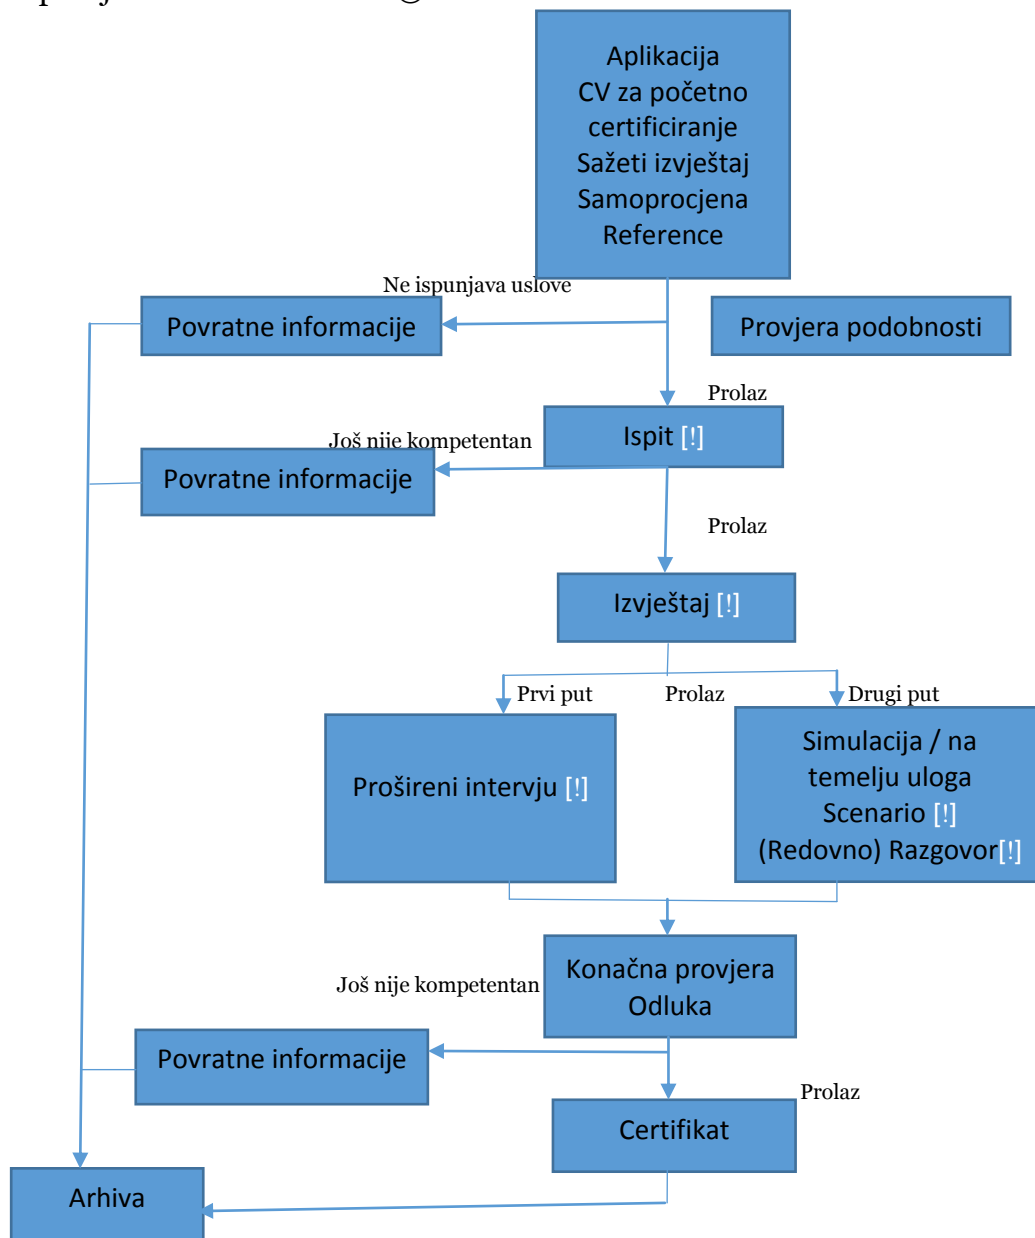 Aplikacija
CV za početno
certificiranje
Sažeti izvještaj
Samoprocjena
Reference
Ne ispunjava uslove
Povratne informacije
Provjera podobnosti
Prolaz
Ispit [!]
Još nije kompetentan
Povratne informacije
Prolaz
Izvještaj [!]
Prvi put
Prolaz
Drugi put
Prošireni intervju [!]
Simulacija / na
temelju uloga
Scenario [!]
(Redovno) Razgovor[!]
Konačna provjera
Odluka
Još nije kompetentan
Povratne informacije
Prolaz
Certifikat
Arhiva